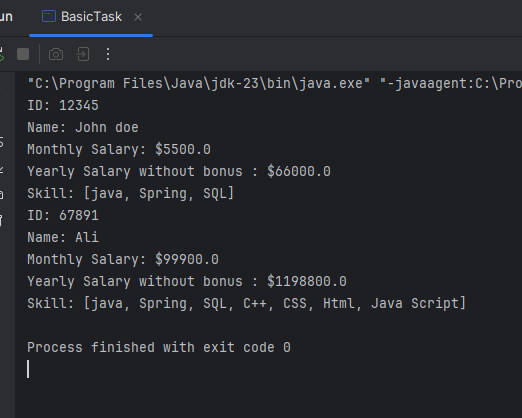 un
BasicTask
"C:\Program Files\Java\jdk-23\bin\java.exe" "-javaagent:C:\Pro
ID: 12345
Name: John doe
Monthly Salary: $5500.0
Yearly Salary without bonus : $66000.0
Skill: [java, Spring, SQL]
ID: 67891
Name: Ali
Monthly Salary: $99900.0
Yearly Salary without bonus : $1198800.0
Skill: [java, Spring, SQL, C++, CSS, Html, Java Script]
Process finished with exit code 0